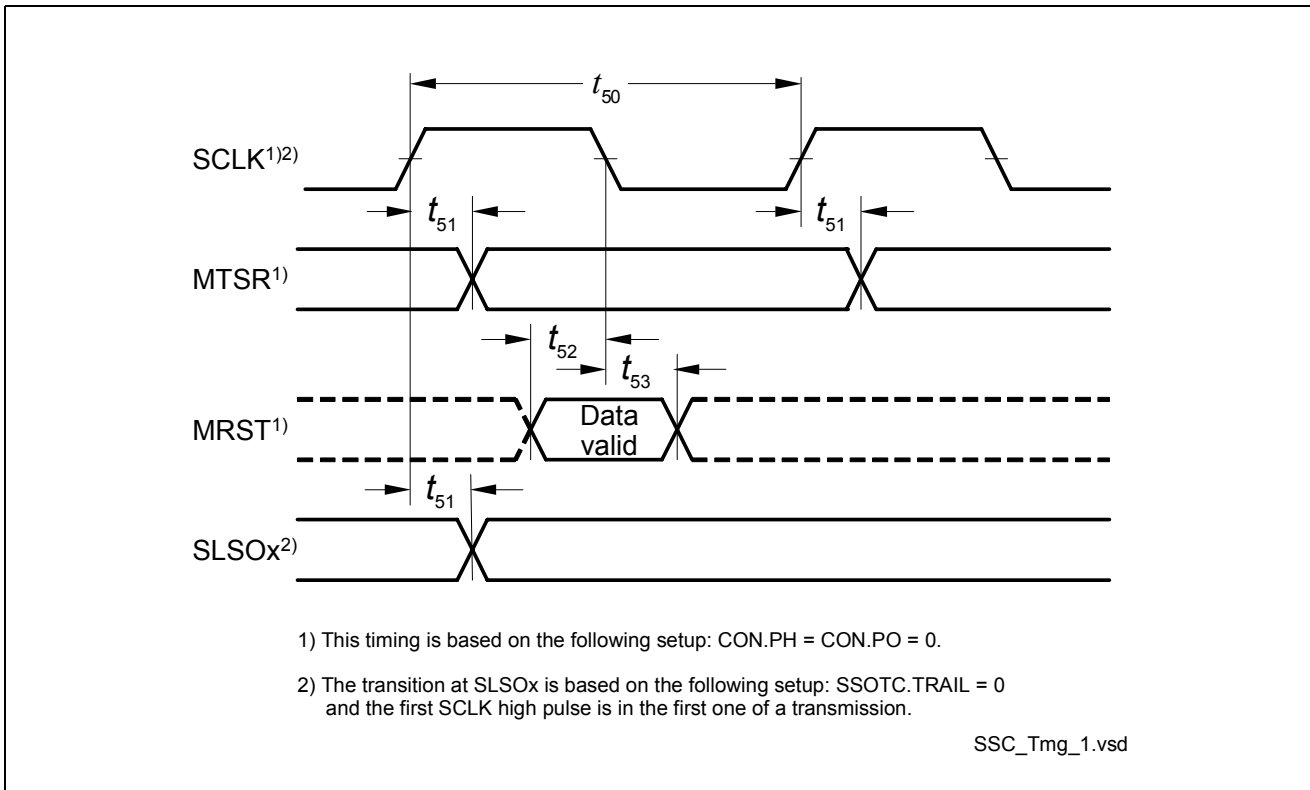 t50
SCLK1)2)
t51
t51
MTSR1)
t52
t53
MRST1)
Data
valid
t51
SLSOx2)
1) This timing is based on the following setup: CON.PH = CON.PO = 0.
2) The transition at SLSOx is based on the following setup: SSOTC.TRAIL = 0
and the first SCLK high pulse is in the first one of a transmission.
SSC_Tmg_1.vsd